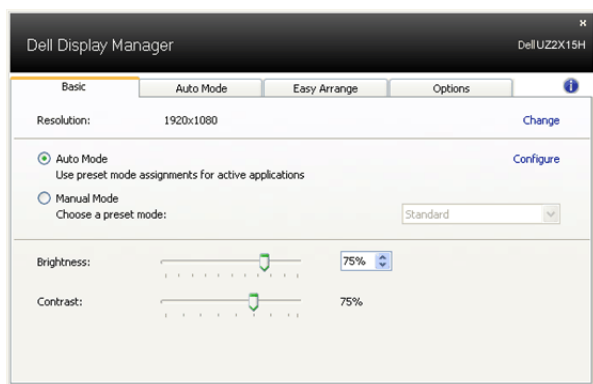 Dell Display Manager
Dell UZ2X15H
Basic
Auto Mode
Easy Arrange
Options
Resolution:
1920x1080
Change
Auto Mode
Configure
Use preset mode assignments for active applications
Manual Mode
Choose a preset mode:
Standard
Brightness:
75%
Contrast:
75%